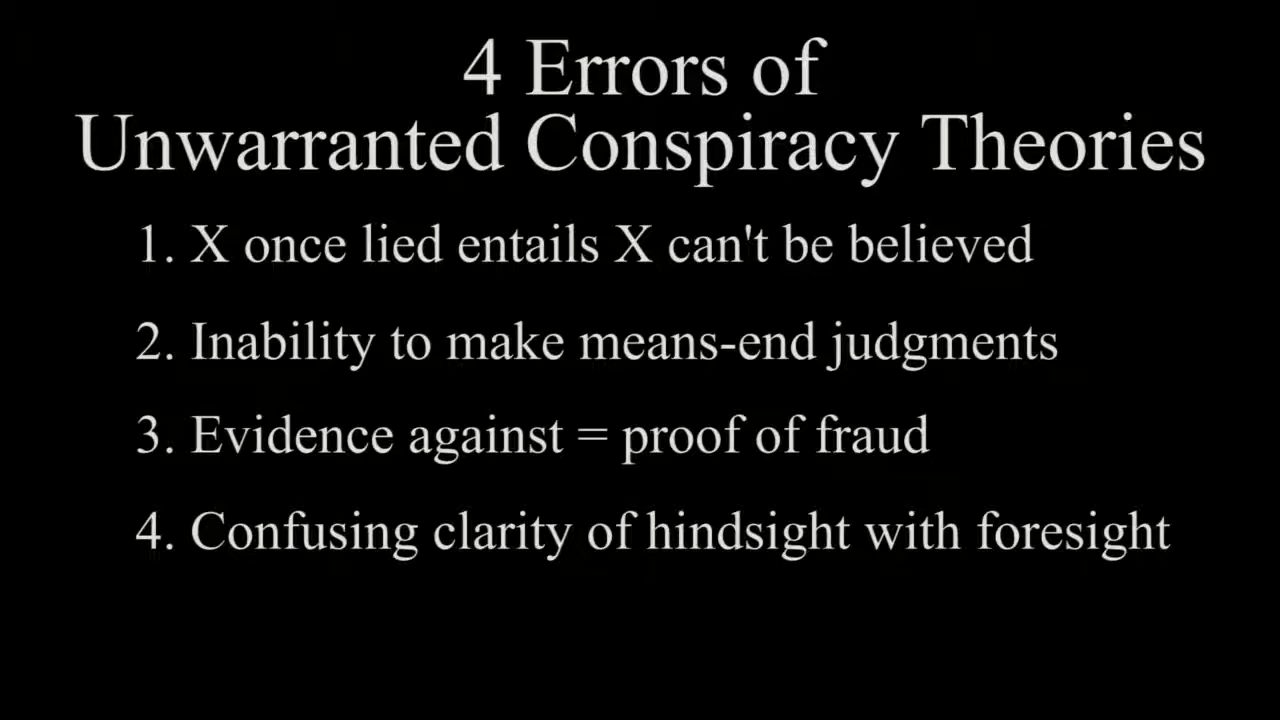 4 Errors of
Unwarranted Conspiracy Theories
1. X once lied entails X can't be believed
2. Inability to make means-end judgments
3. Evidence against = proof of fraud
4. Confusing clarity of hindsight with foresight